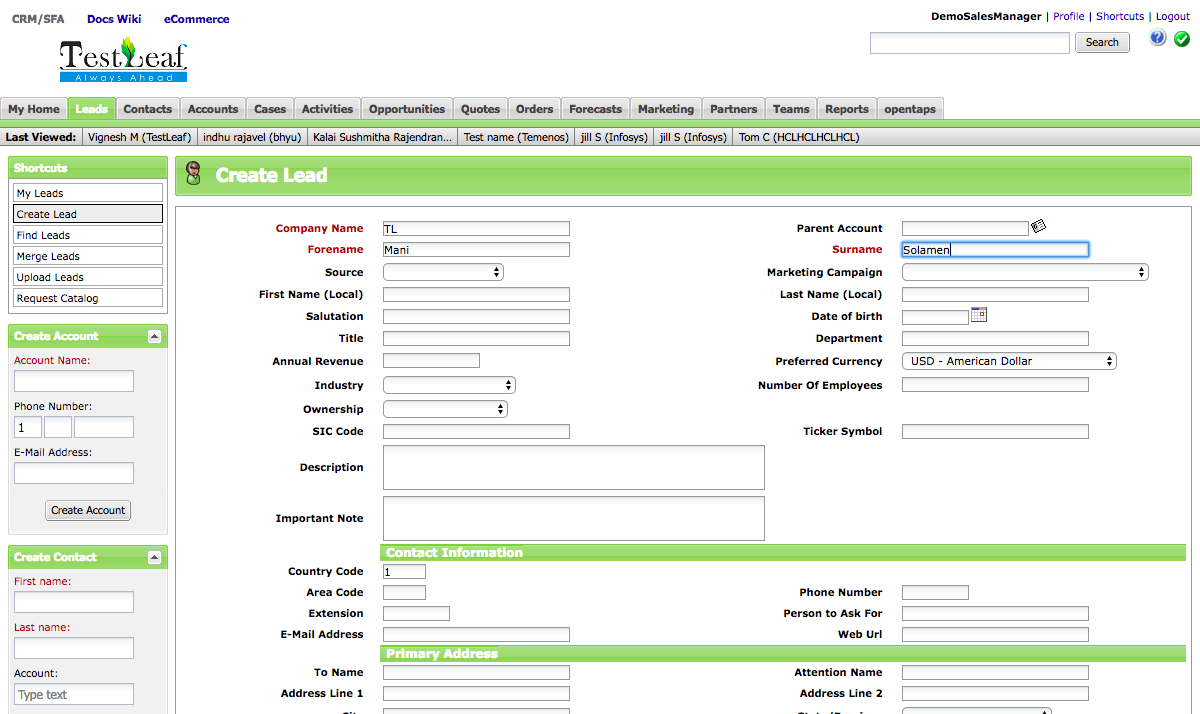 CRM/SFA Docs Wiki eCommerce
DemoSalesManager | Profile | Shortcuts | Logout
TestLeaf
Always Ahead
Search
My Home Leads Contacts Accounts Cases Activities Opportunities Quotes Orders Forecasts Marketing Partners Teams Reports opentaps
Last Viewed: Vignesh M (TestLeaf) indhu rajavel (bhyu) Kalai Sushmitha Rajendran... Test name (Temenos) jill S (Infosys) jill S (Infosys) Tom C (HCLHCLHCLHCL)
Shortcuts
My Leads
Create Lead
Find Leads
Merge Leads
Upload Leads
Request Catalog
Create Account
Account Name:
Phone Number:
1
E-Mail Address:
Create Account
Create Contact
First name:
Last name:
Account:
Type text
Create Lead
Company Name TL Parent Account
Forename Mani Surname Solamen
Source Marketing Campaign
First Name (Local) Last Name (Local)
Salutation Date of birth
Title Department
Annual Revenue Preferred Currency USD - American Dollar
Industry Number Of Employees
Ownership
SIC Code Ticker Symbol
Description
Important Note
Contact Information
Country Code 1
Area Code Phone Number
Extension Person to Ask For
E-Mail Address Web Url
Primary Address
To Name Attention Name
Address Line 1 Address Line 2